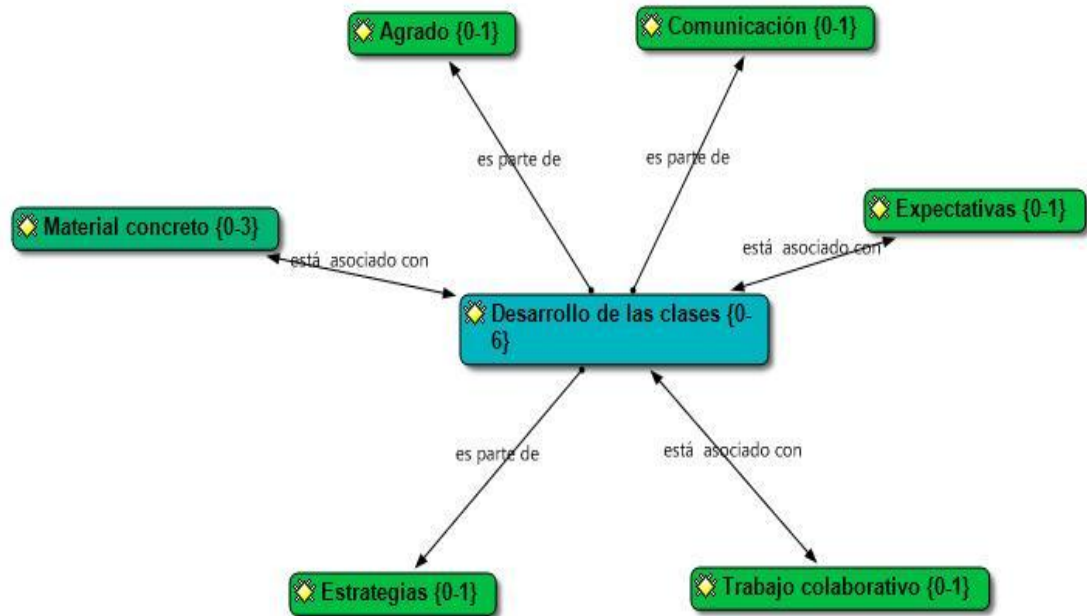 Agrado {0-1}
Comunicación {0-1}
es parte de
es parte de
Material concreto {0-3}
Expectativas {0-1}
está asociado con
está asociado con
Desarrollo de las clases {0-
6}
es parte de
está asociado con
Estrategias {0-1}
Trabajo colaborativo {0-1}